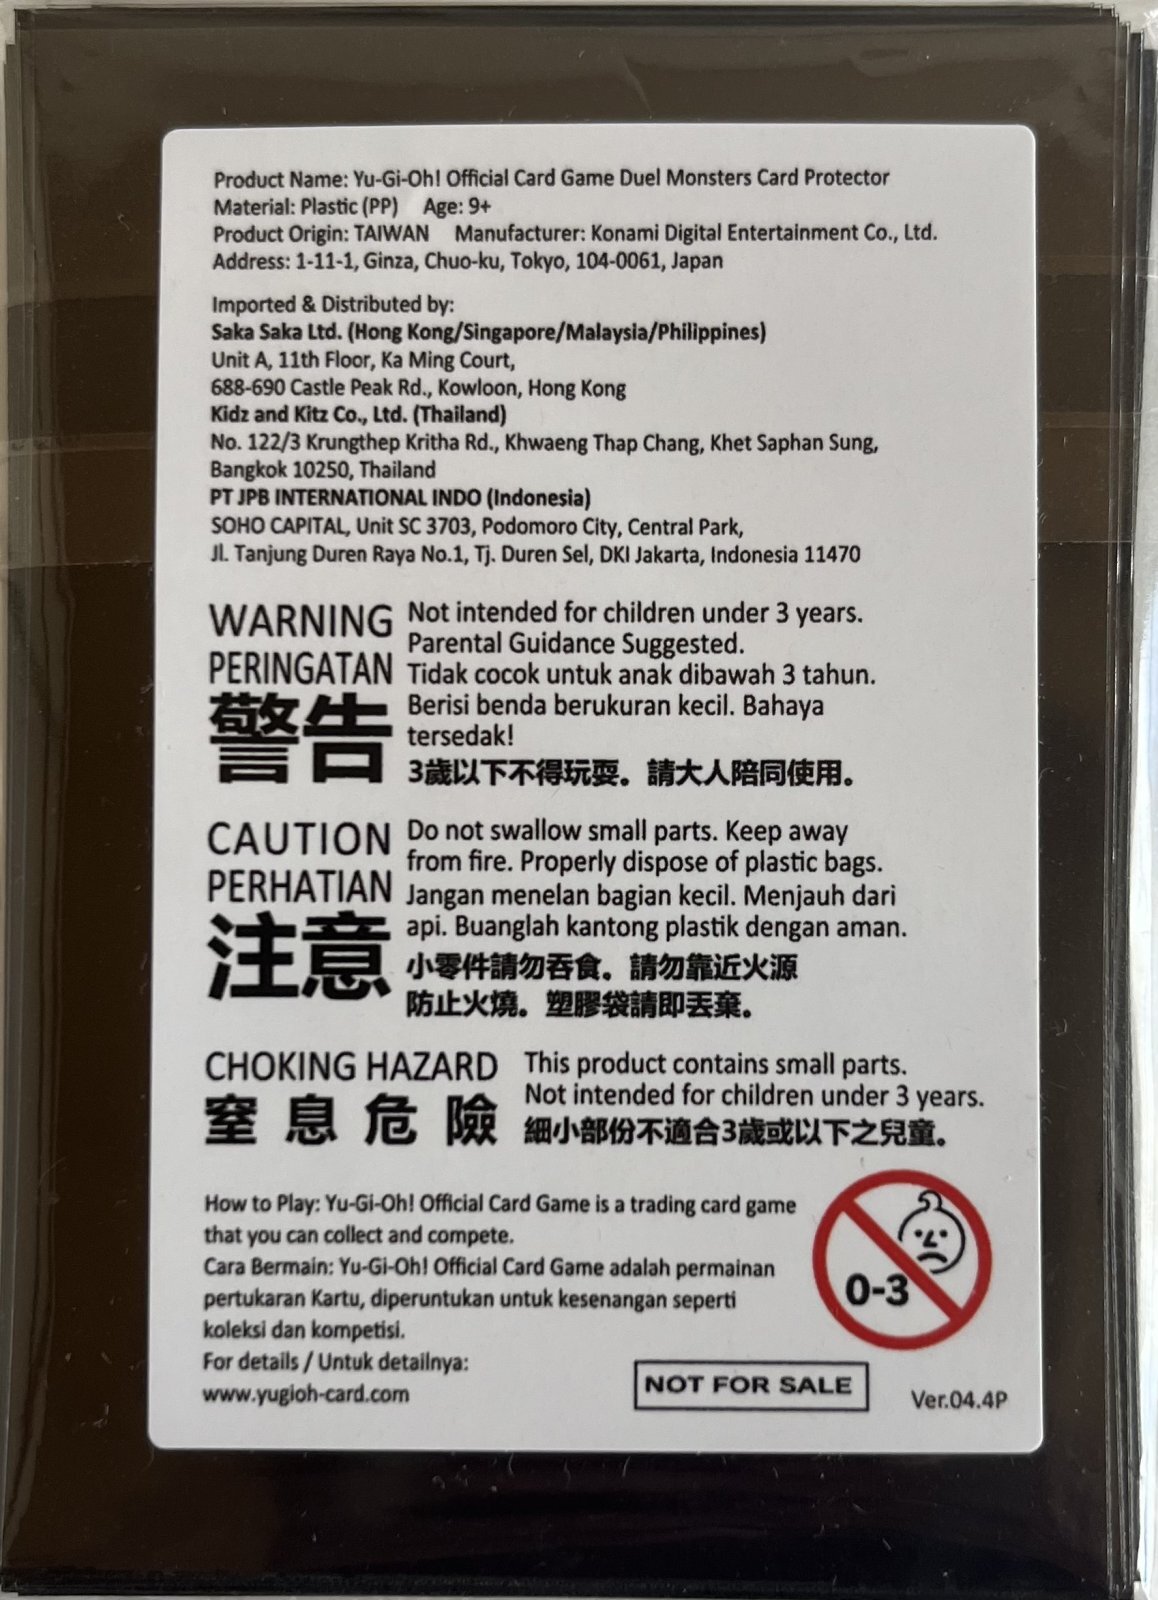 Product Name: Yu-Gi-Oh! Official Card Game Duel Monsters Card Protector
Material: Plastic (PP) Age: 9+
Product Origin: TAIWAN Manufacturer: Konami Digital Entertainment Co., Ltd.
Address: 1-11-1, Ginza, Chuo-ku, Tokyo, 104-0061, Japan
Imported & Distributed by:
Saka Saka Ltd. (Hong Kong/Singapore/Malaysia/Philippines)
Unit A, 11th Floor, Ka Ming Court,
688-690 Castle Peak Rd., Kowloon, Hong Kong
Kidz and Kitz Co., Ltd. (Thailand)
No. 122/3 Krungthep Kritha Rd., Khwaeng Thap Chang, Khet Saphan Sung,
Bangkok 10250, Thailand
PT JPB INTERNATIONAL INDO (Indonesia)
SOHO CAPITAL, Unit SC 3703, Podomoro City, Central Park,
Jl. Tanjung Duren Raya No.1, Tj. Duren Sel, DKI Jakarta, Indonesia 11470
WARNING
PERINGATAN
警告
Not intended for children under 3 years.
Parental Guidance Suggested.
Tidak cocok untuk anak dibawah 3 tahun.
Berisi benda berukuran kecil. Bahaya
tersedak!
3歲以下不得玩耍。請大人陪同使用。
CAUTION
PERHATIAN
注意
Do not swallow small parts. Keep away
from fire. Properly dispose of plastic bags.
Jangan menelan bagian kecil. Menjauh dari
api. Buanglah kantong plastik dengan aman.
小零件請勿吞食。請勿靠近火源
防止火燒。塑膠袋請即丟棄。
CHOKING HAZARD
窒息危險
This product contains small parts.
Not intended for children under 3 years.
細小部份不適合3歲或以下之兒童。
How to Play: Yu-Gi-Oh! Official Card Game is a trading card game
that you can collect and compete.
Cara Bermain: Yu-Gi-Oh! Official Card Game adalah permainan
pertukaran Kartu, diperuntukan untuk kesenangan seperti
koleksi dan kompetisi.
For details / Untuk detailnya:
www.yugioh-card.com
0-3
NOT FOR SALE
Ver.04.4P